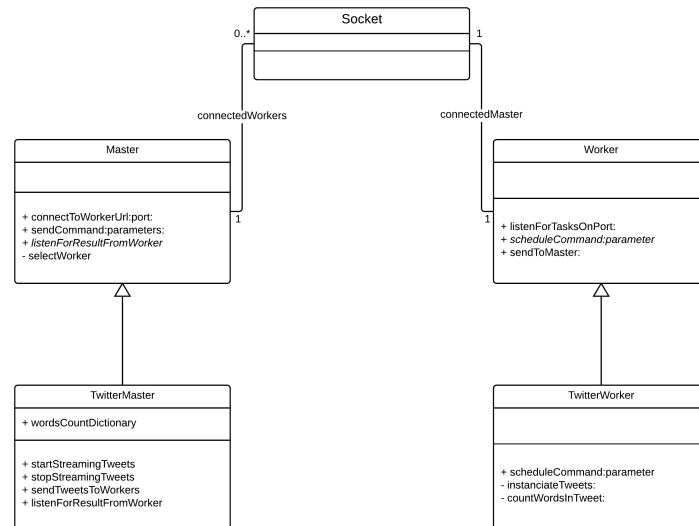 Socket
0..*
1
connectedWorkers
connectedMaster
Master
+ connectToWorkerUrl:port:
+ sendCommand:parameters:
+ listenForResultFromWorker
- selectWorker
1
Worker
+ listenForTasksOnPort:
+ scheduleCommand:parameter
+ sendToMaster:
1
TwitterMaster
+ wordsCountDictionary
+ startStreamingTweets
+ stopStreamingTweets
+ sendTweetsToWorkers
+ listenForResultFromWorker
TwitterWorker
+ scheduleCommand:parameter
- instanciateTweets:
- countWordsInTweet: